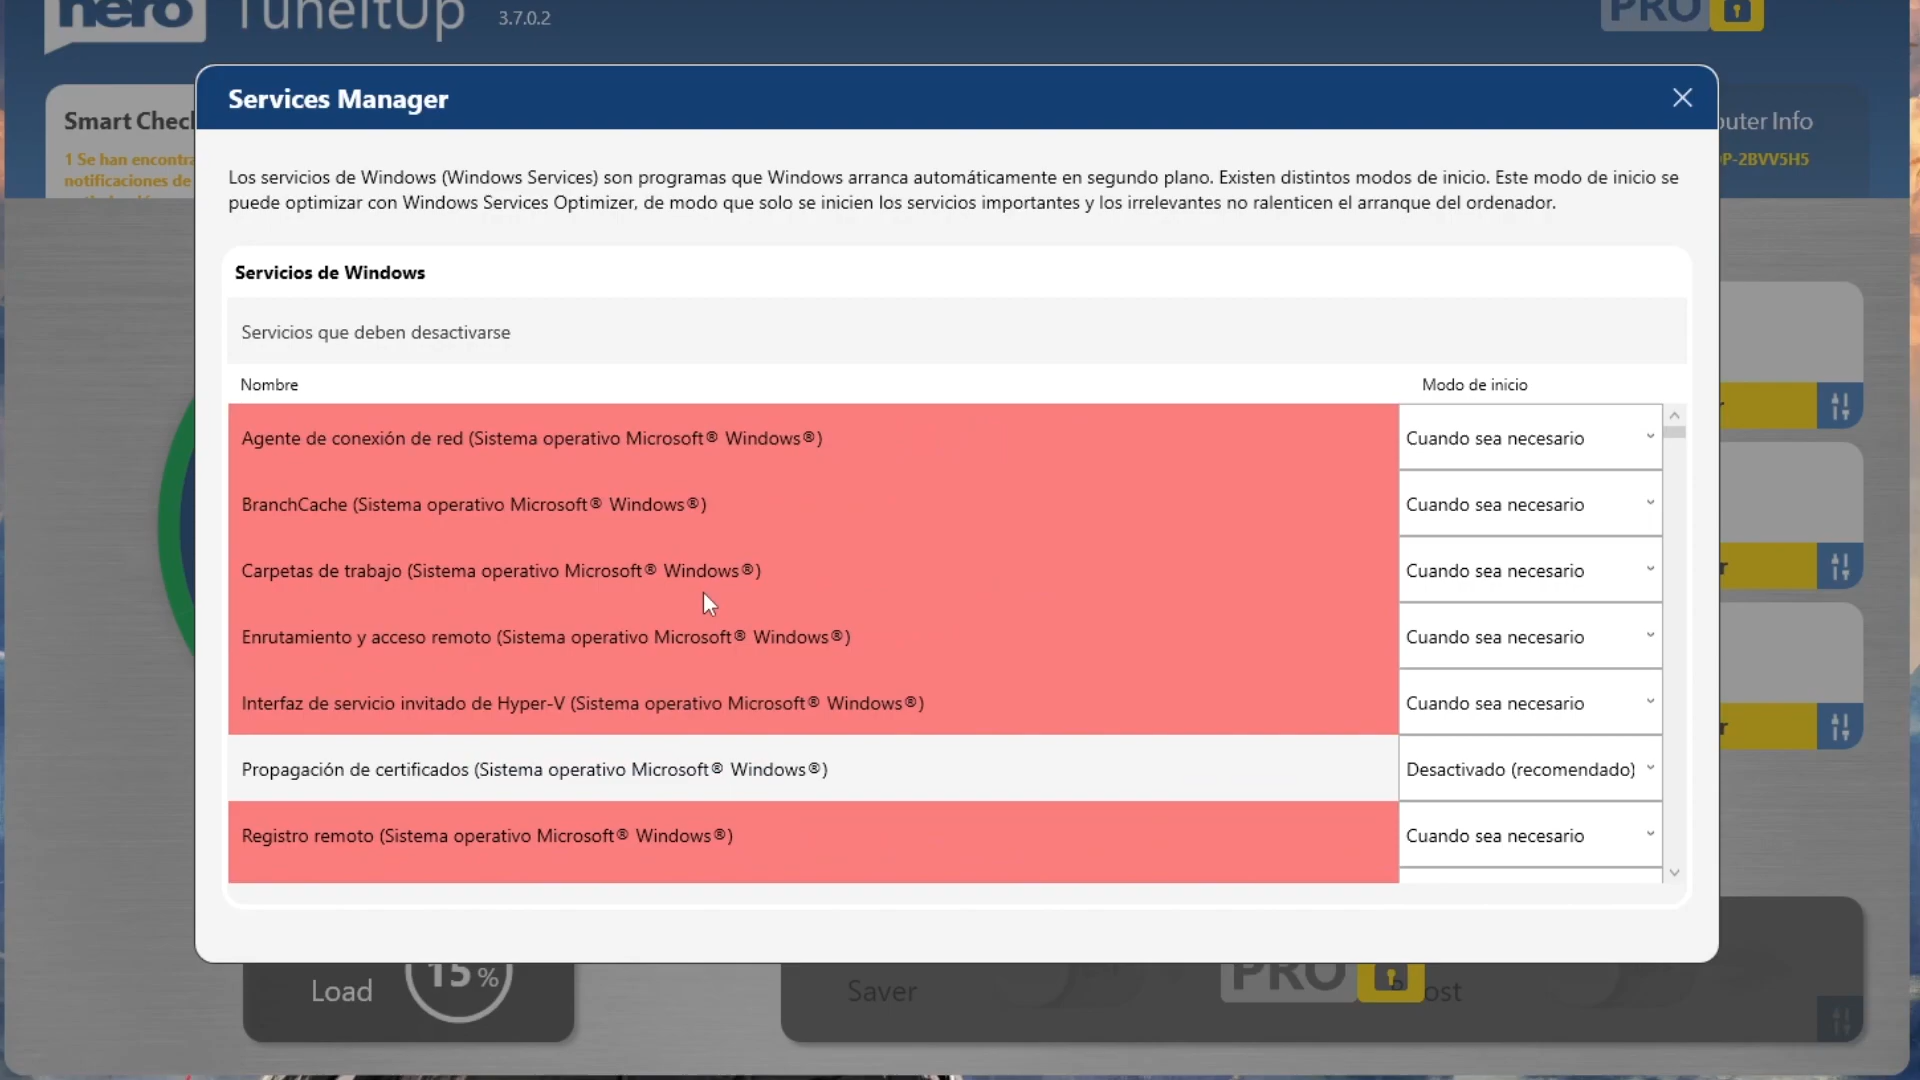 nero TuneItUp 3.7.0.2
PRO
Services Manager
Smart Chec
1 Se han encontra
notificaciones de
outer Info
P-2BVV5H5
Los servicios de Windows (Windows Services) son programas que Windows arranca automáticamente en segundo plano. Existen distintos modos de inicio. Este modo de inicio se
puede optimizar con Windows Services Optimizer, de modo que solo se inicien los servicios importantes y los irrelevantes no ralenticen el arranque del ordenador.
Servicios de Windows
Servicios que deben desactivarse
Nombre Modo de inicio
Agente de conexión de red (Sistema operativo Microsoft® Windows®) Cuando sea necesario
BranchCache (Sistema operativo Microsoft® Windows®) Cuando sea necesario
Carpetas de trabajo (Sistema operativo Microsoft® Windows®) Cuando sea necesario
Enrutamiento y acceso remoto (Sistema operativo Microsoft® Windows®) Cuando sea necesario
Interfaz de servicio invitado de Hyper-V (Sistema operativo Microsoft® Windows®) Cuando sea necesario
Propagación de certificados (Sistema operativo Microsoft® Windows®) Desactivado (recomendado)
Registro remoto (Sistema operativo Microsoft® Windows®) Cuando sea necesario
Load 15% Saver PRO ost